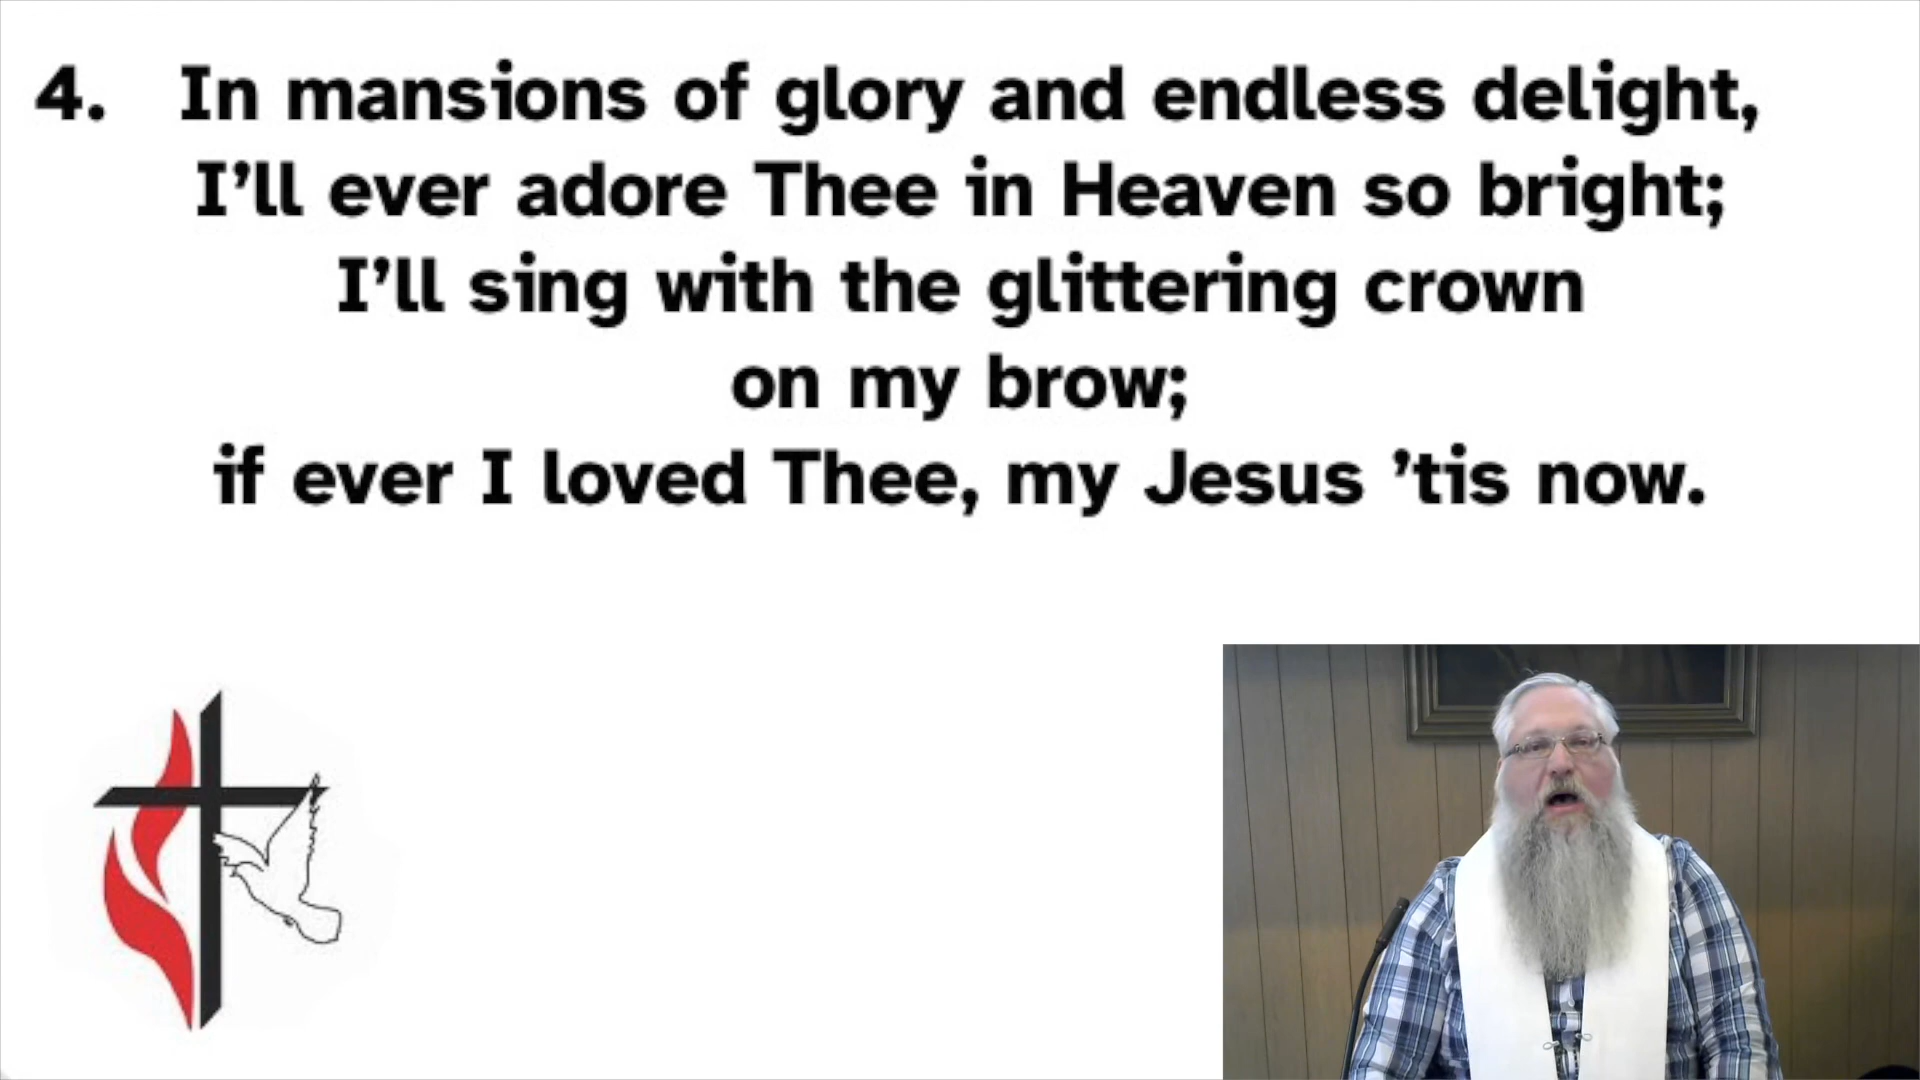 4. In mansions of glory and endless delight,
I’ll ever adore Thee in Heaven so bright;
I’ll sing with the glittering crown
on my brow;
if ever I loved Thee, my Jesus ’tis now.